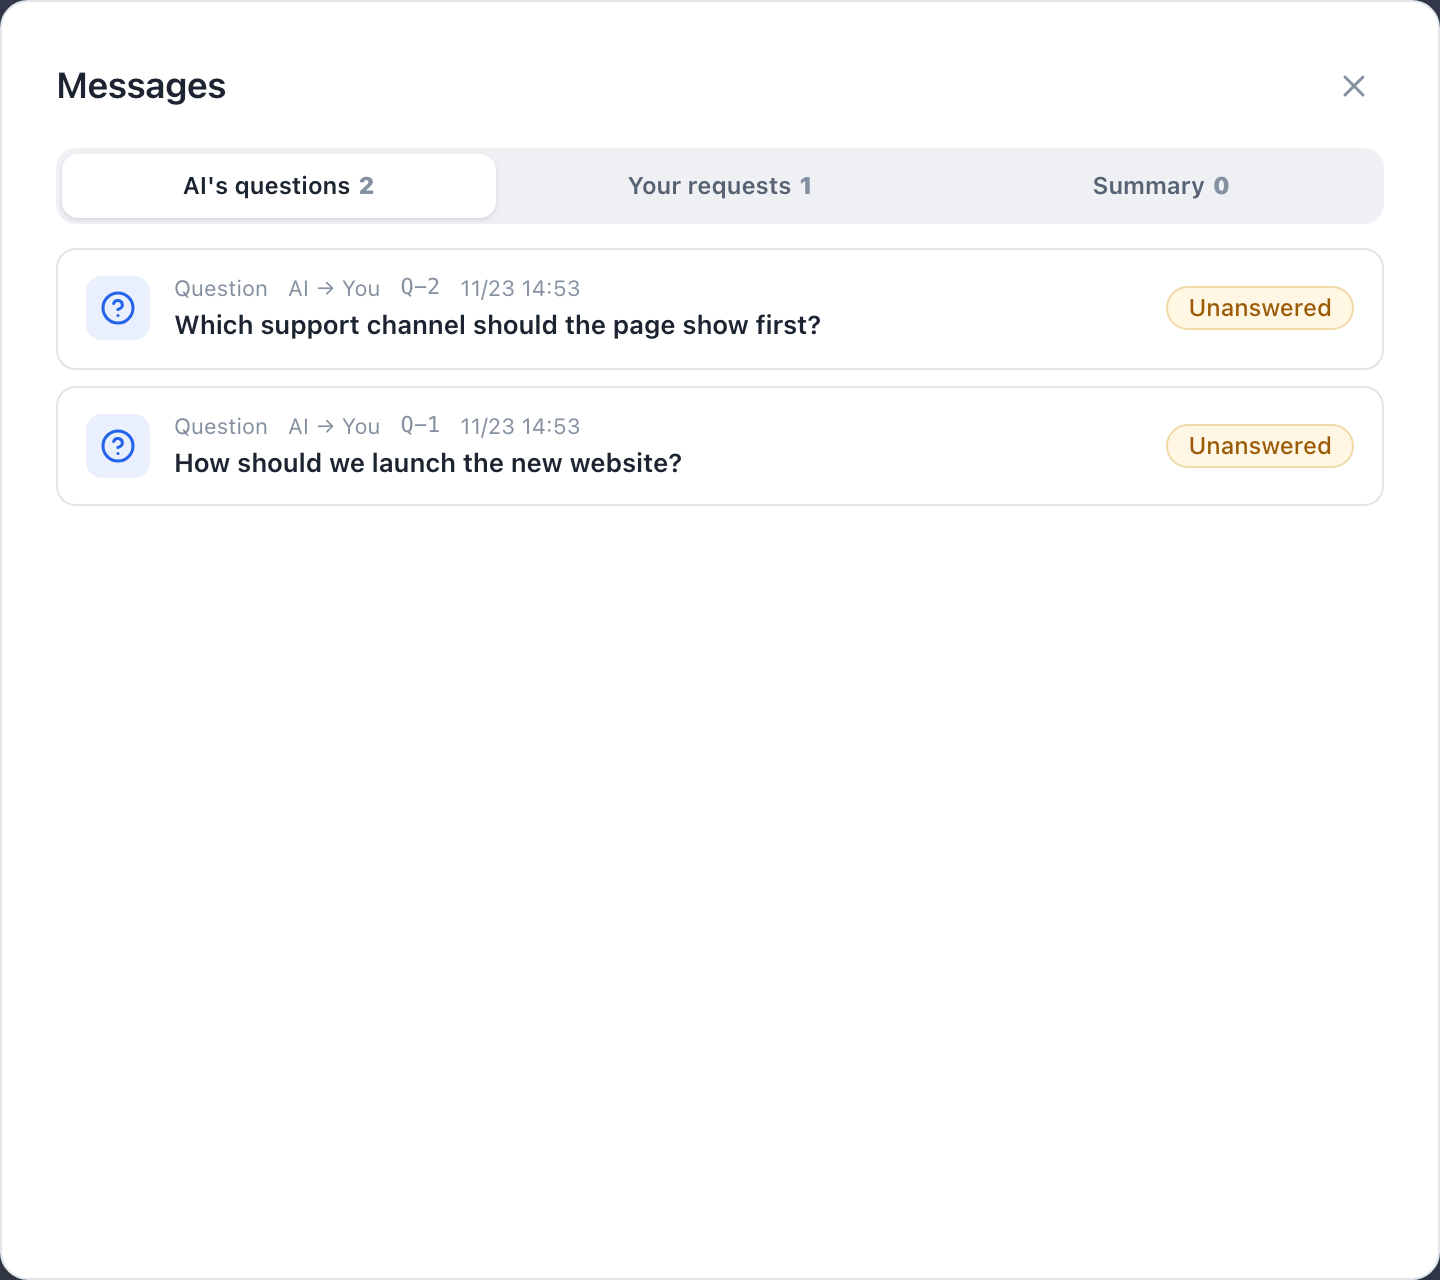 Messages
AI's questions 2
Your requests 1
Summary 0
Question AI → You Q-2 11/23 14:53
Which support channel should the page show first?
Unanswered
Question AI → You Q-1 11/23 14:53
How should we launch the new website?
Unanswered